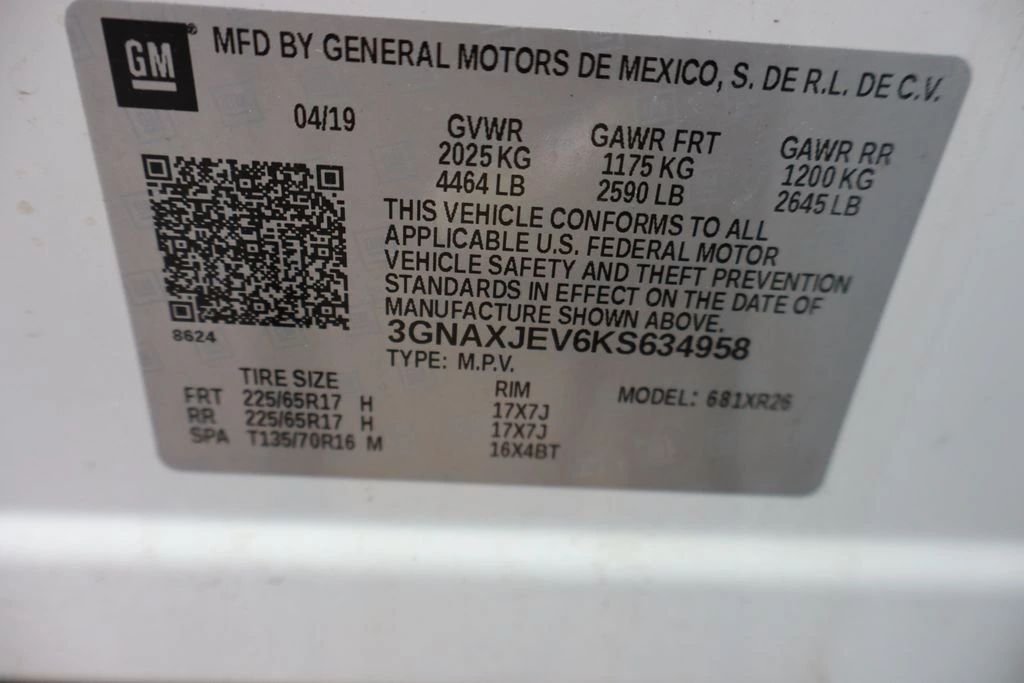 GM® MFD BY GENERAL MOTORS DE MEXICO, S. DE R.L. DE C.V.
04/19
GVWR GAWR FRT GAWR RR
2025 KG 1175 KG 1200 KG
4464 LB 2590 LB 2645 LB
THIS VEHICLE CONFORMS TO ALL
APPLICABLE U.S. FEDERAL MOTOR
VEHICLE SAFETY AND THEFT PREVENTION
STANDARDS IN EFFECT ON THE DATE OF
MANUFACTURE SHOWN ABOVE.
8624
3GNAXJEV6KS634958
TYPE: M.P.V.
TIRE SIZE RIM MODEL: 681XR26
FRT 225/65R17 H 17X7J
RR 225/65R17 H 17X7J
SPA T135/70R16 M 16X4BT